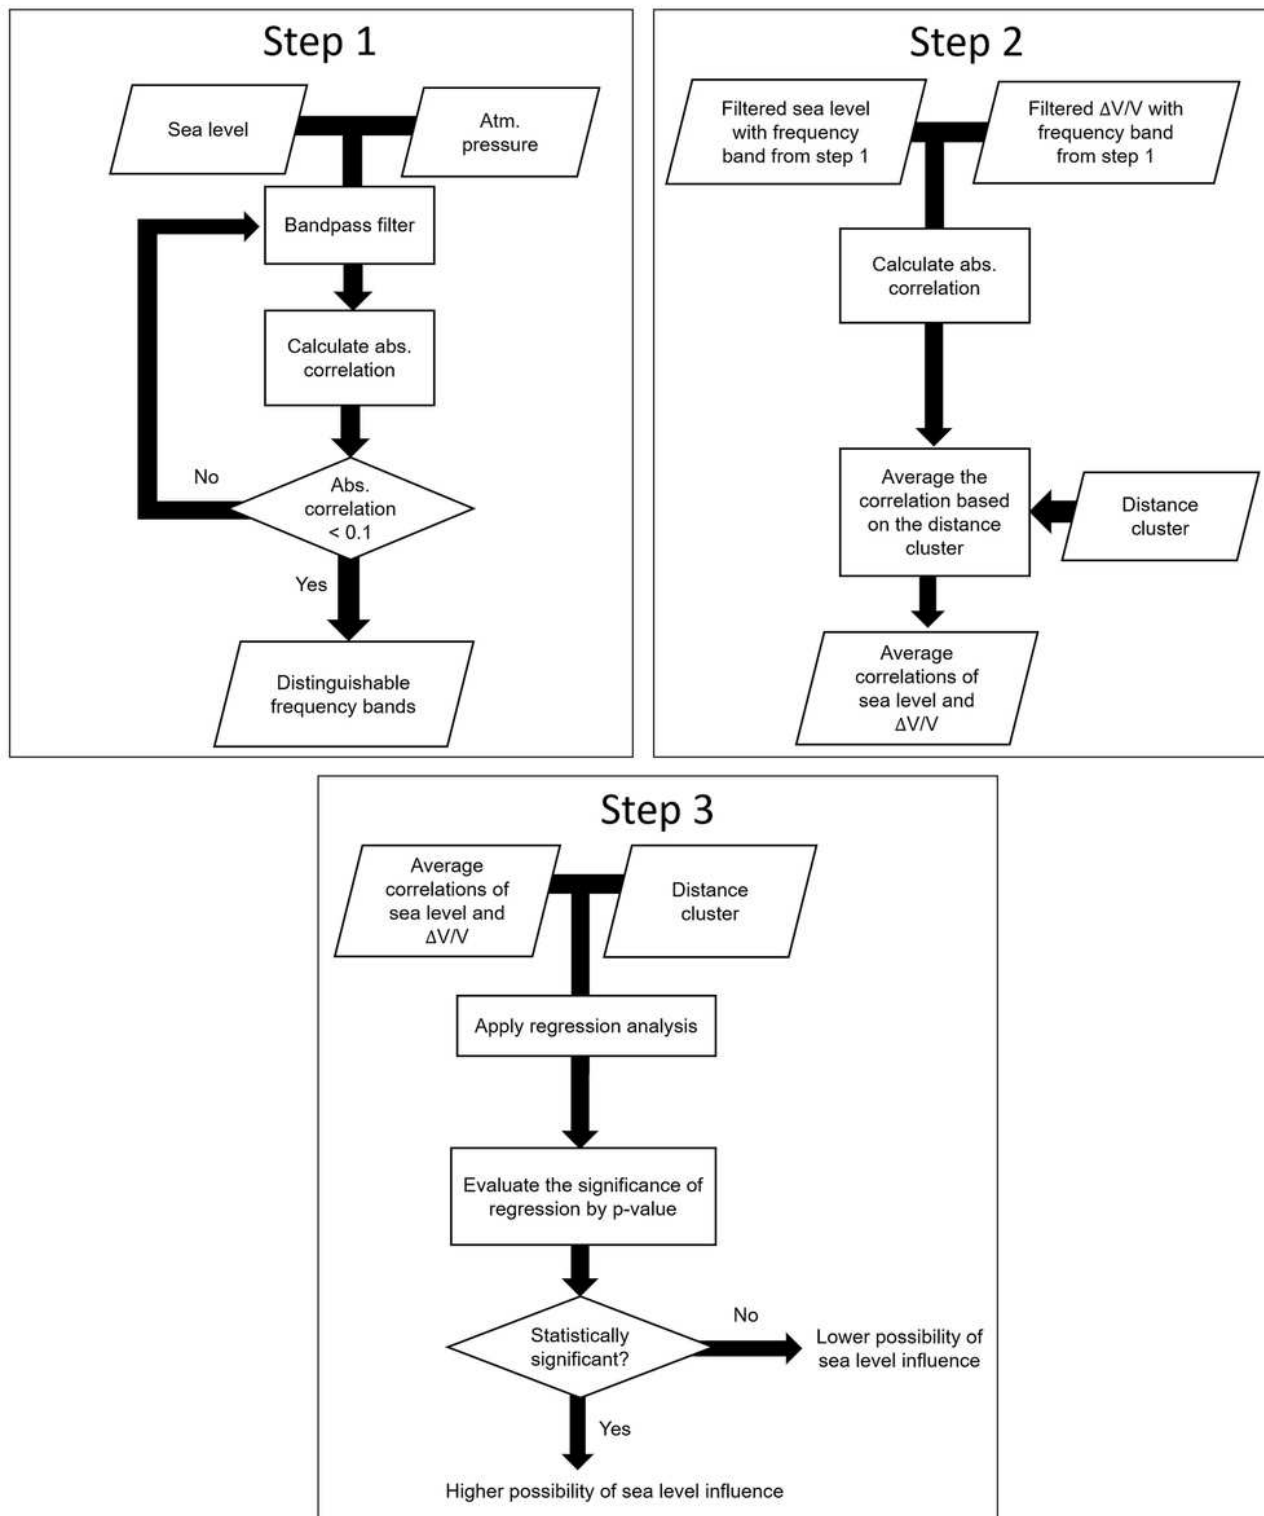 Step 1
Sea level
Atm.
pressure
Bandpass filter
Calculate abs.
correlation
No
Abs.
correlation
< 0.1
Yes
Distinguishable
frequency bands
Step 2
Filtered sea level
with frequency
band from step 1
Filtered ΔV/V with
frequency band
from step 1
Calculate abs.
correlation
Average the
correlation based
on the distance
cluster
Distance
cluster
Average
correlations of
sea level and
ΔV/V
Step 3
Average
correlations of
sea level and
ΔV/V
Distance
cluster
Apply regression analysis
Evaluate the significance of
regression by p-value
Statistically
significant?
No
Lower possibility of
sea level influence
Yes
Higher possibility of sea level influence